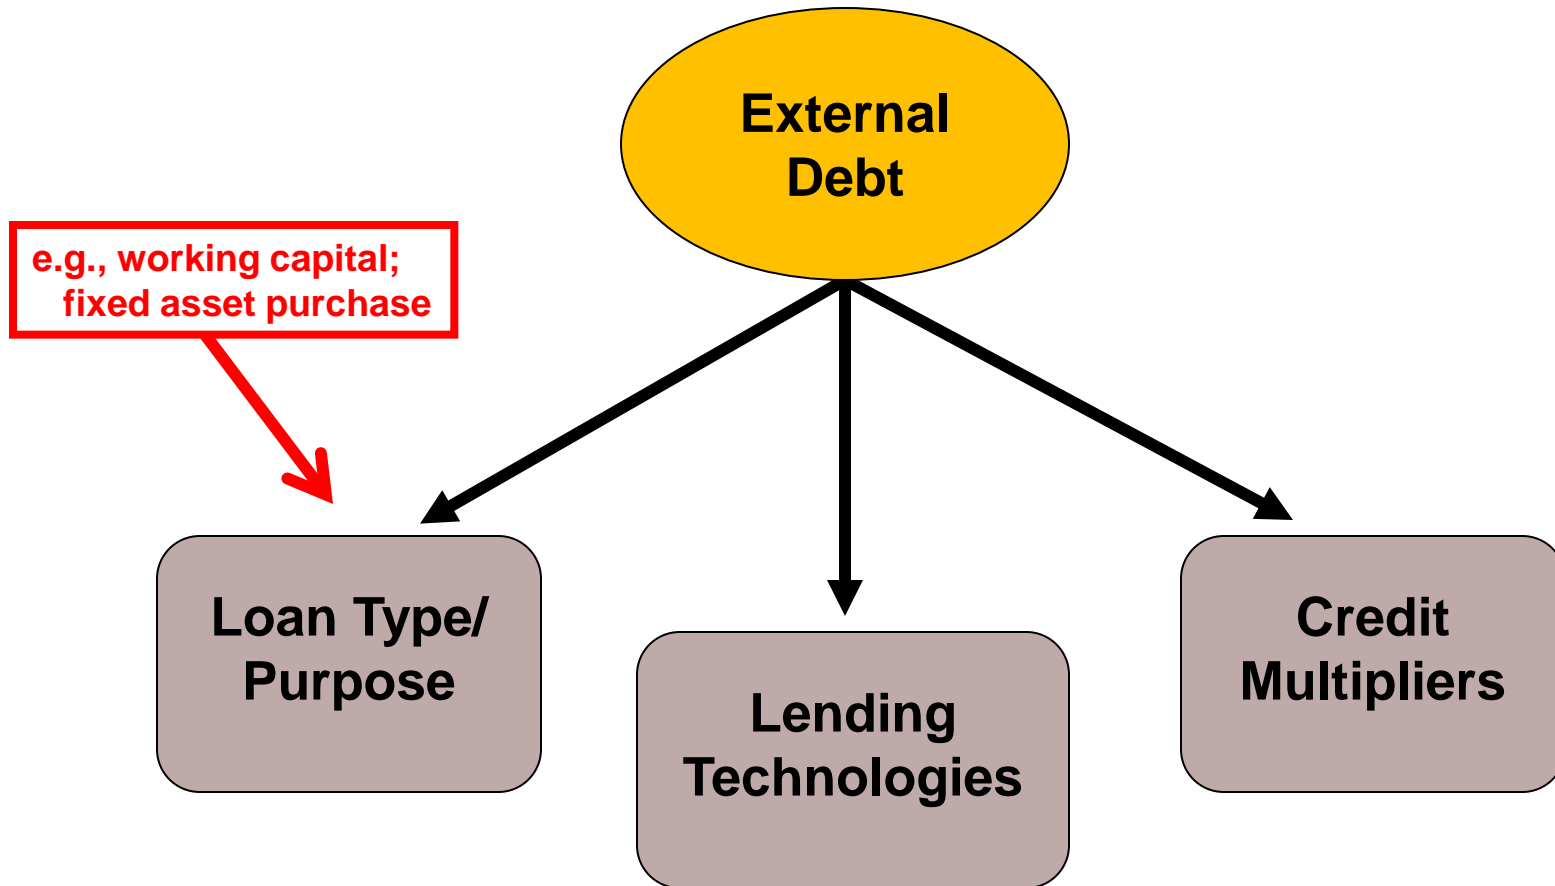 External
Debt
e.g., working capital;
fixed asset purchase
Loan Type/
Purpose
Lending
Technologies
Credit
Multipliers